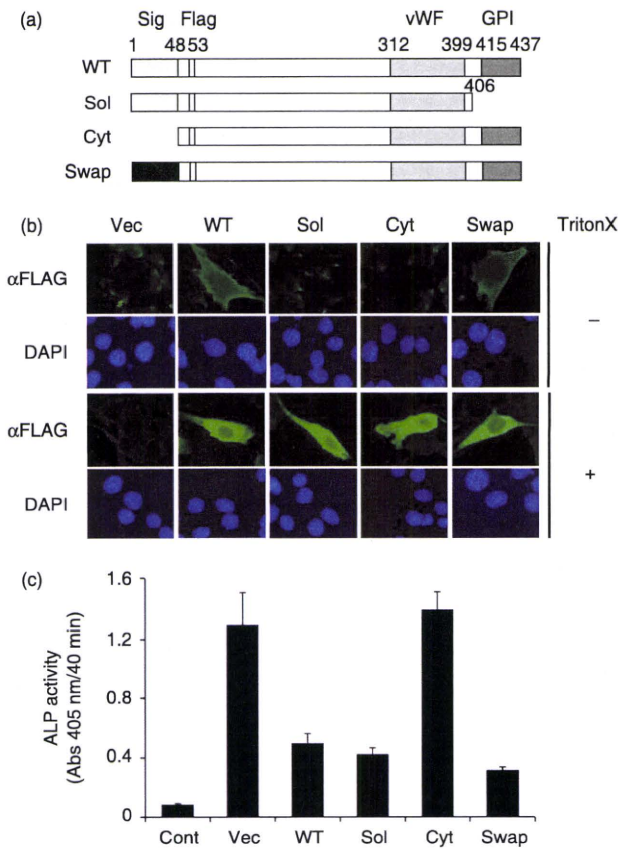 (a)
Sig Flag vWF GPI
1 48 53 312 399 415 437
WT
406
Sol
Cyt
Swap
(b)
Vec WT Sol Cyt Swap TritonX
αFLAG
DAPI
−
αFLAG
DAPI
+
(c)
ALP activity
(Abs 405 nm/40 min)
1.6
1.2
0.8
0.4
0
Cont Vec WT Sol Cyt Swap